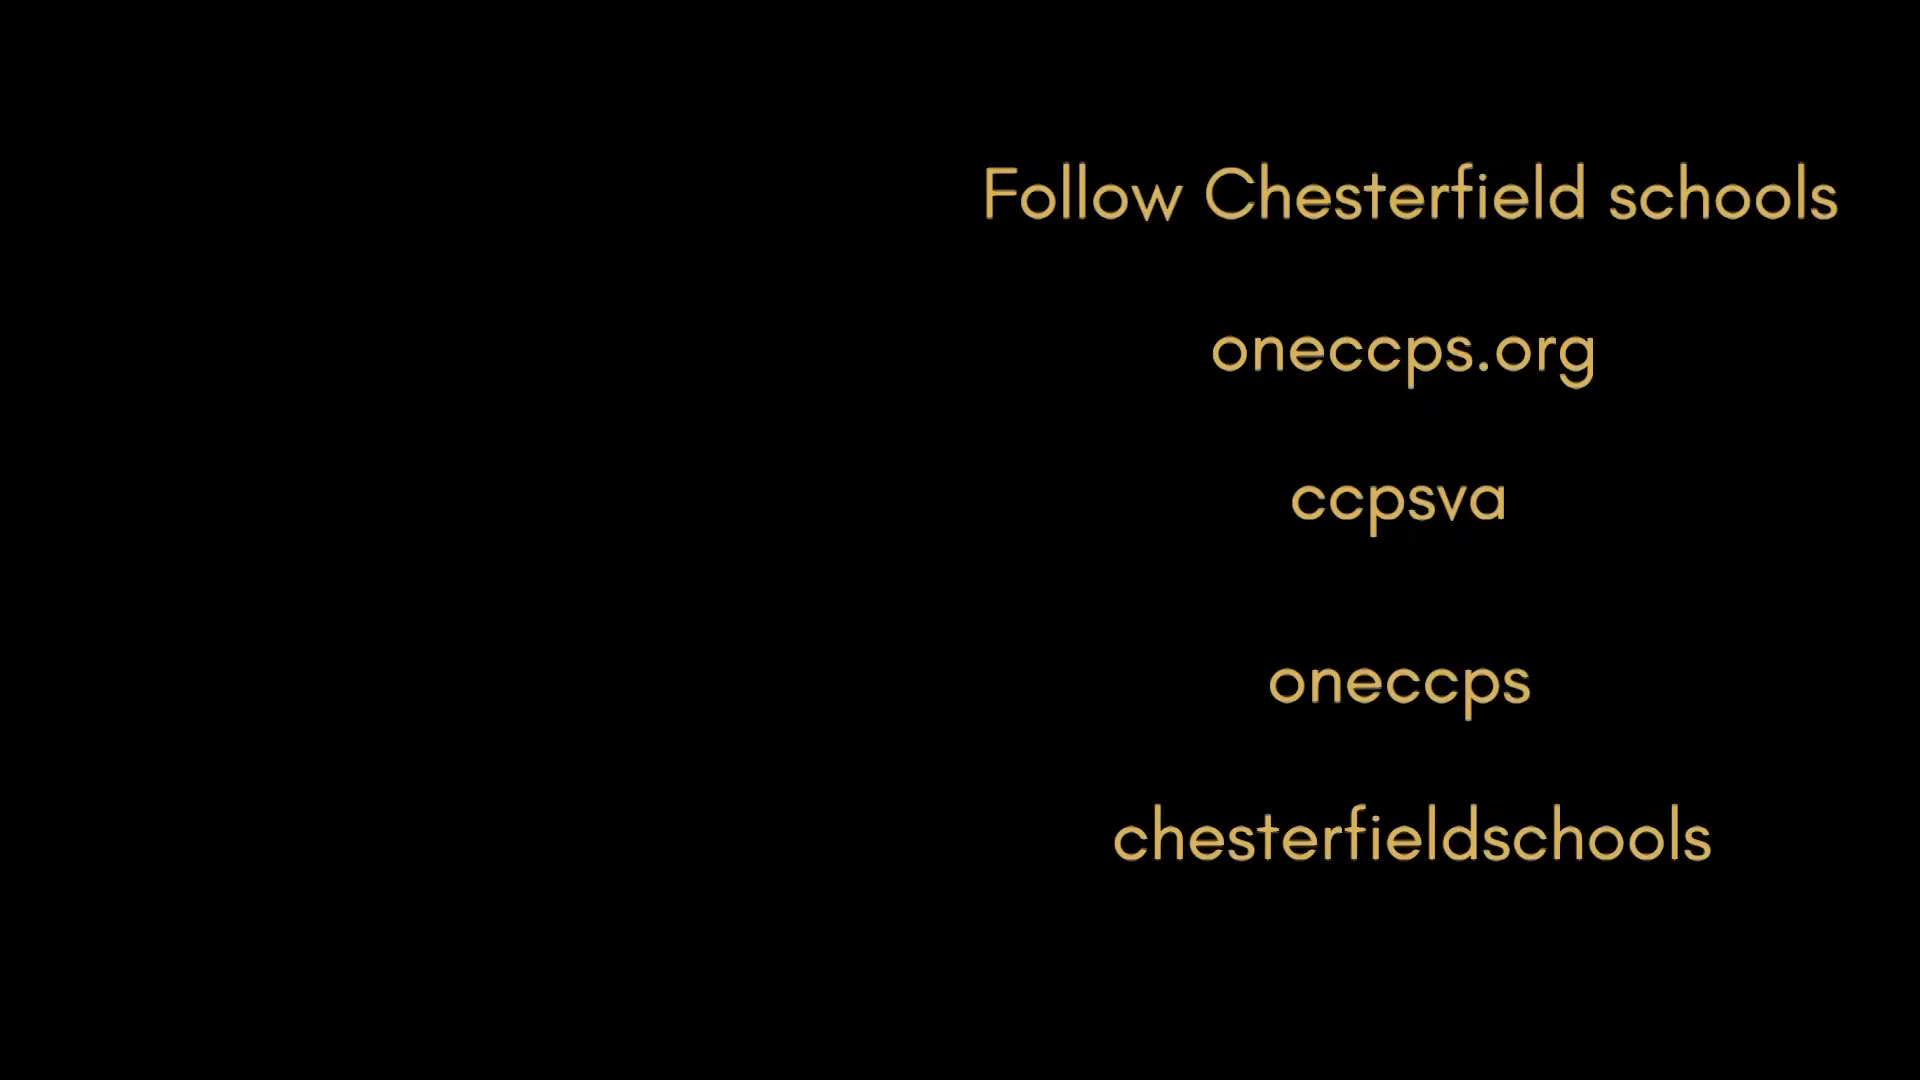 Follow Chesterfield schools
oneccps.org
ccpsva
oneccps
chesterfieldschools